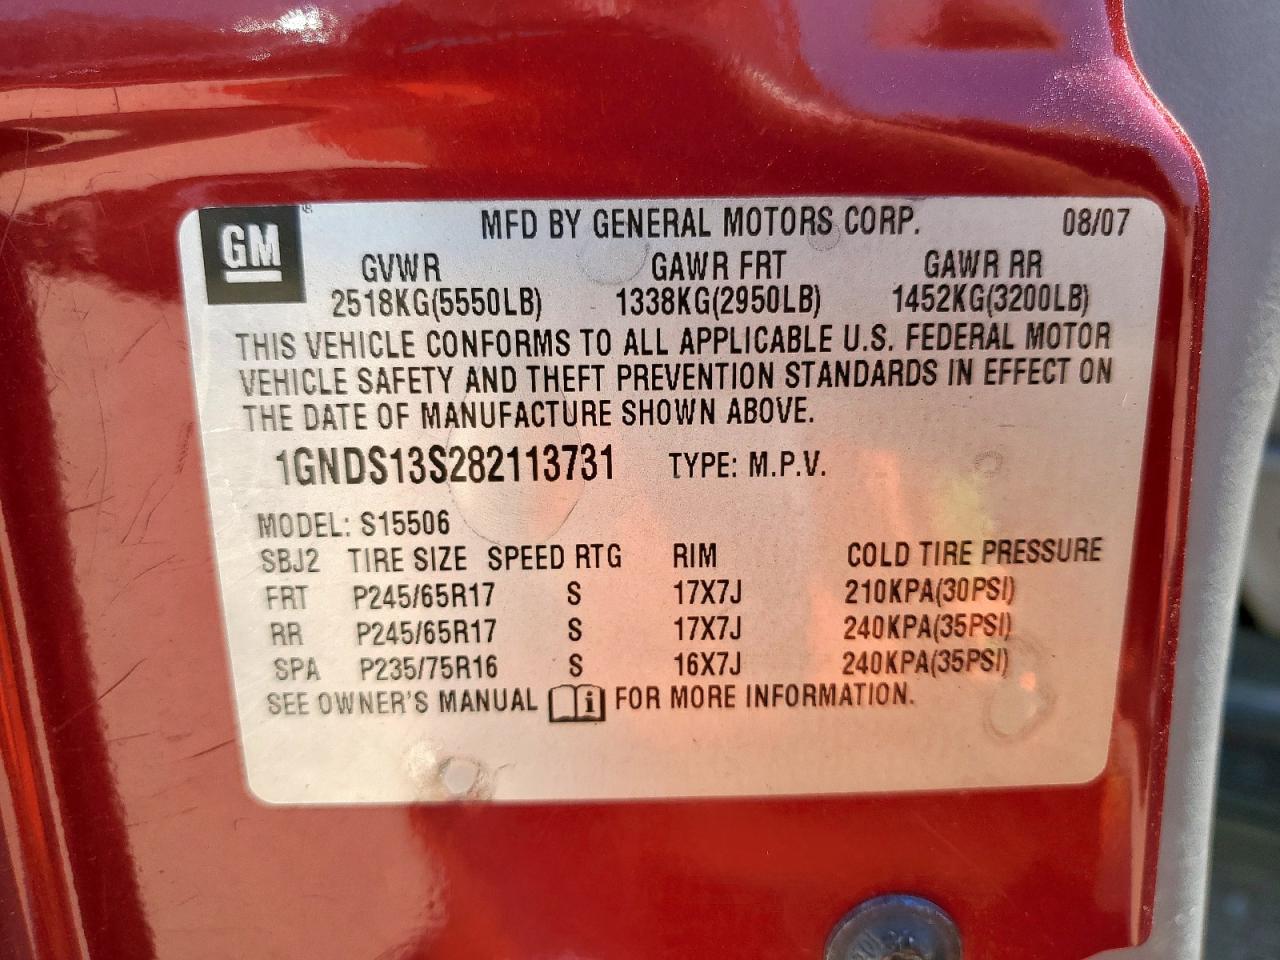 GM ® MFD BY GENERAL MOTORS CORP. 08/07
GVWR GAWR FRT GAWR RR
2518KG(5550LB) 1338KG(2950LB) 1452KG(3200LB)
THIS VEHICLE CONFORMS TO ALL APPLICABLE U.S. FEDERAL MOTOR
VEHICLE SAFETY AND THEFT PREVENTION STANDARDS IN EFFECT ON
THE DATE OF MANUFACTURE SHOWN ABOVE.
1GNDS13S282113731 TYPE: M.P.V.
MODEL: S15506
SBJ2 TIRE SIZE SPEED RTG RIM COLD TIRE PRESSURE
FRT P245/65R17 S 17X7J 210KPA(30PSI)
RR P245/65R17 S 17X7J 240KPA(35PSI)
SPA P235/75R16 S 16X7J 240KPA(35PSI)
SEE OWNER'S MANUAL i FOR MORE INFORMATION.